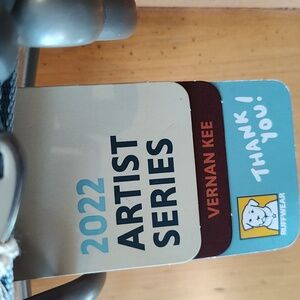 2022
ARTIST
SERIES
VERNAN KEE
THANK
YOU!
RUFFWEAR